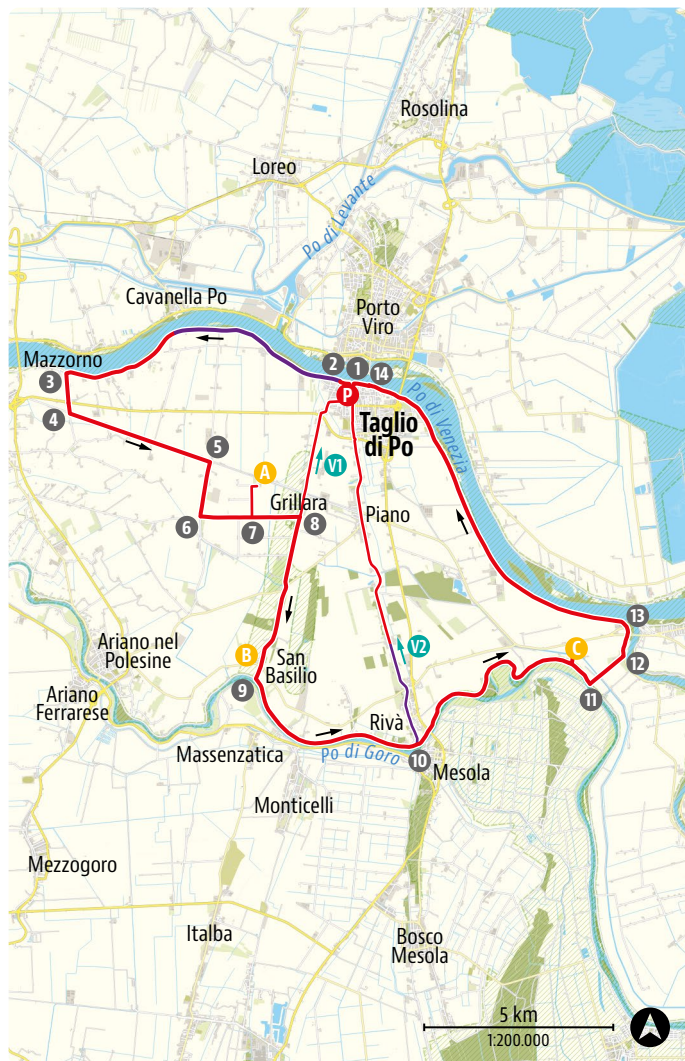 Rosolina
Loreo
Po di Levante
Cavanella Po
Porto
Viro
Mazzorno
2
1
14
3
P
4
Taglio
di Po
Po di Venezia
5
A
V1
Grillara
6
7
8
Piano
13
Ariano nel
Polesine
B
San
Basilio
V2
C
12
Ariano
Ferrarese
9
11
Rivà
Massenzatica
Po di Goro
10
Mesola
Monticelli
Mezzogoro
Italba
Bosco
Mesola
5 km
1:200.000